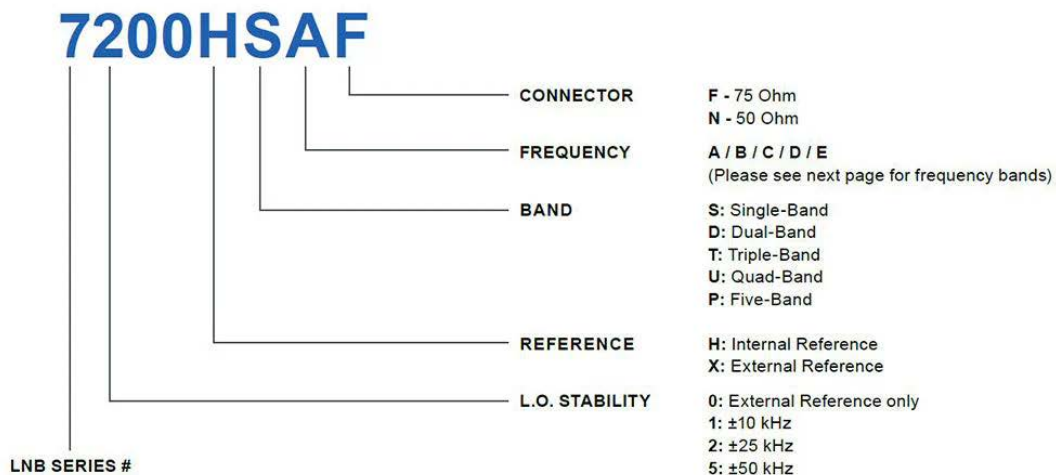 7200HSAF
CONNECTOR
F - 75 Ohm
N - 50 Ohm
FREQUENCY
A / B / C / D / E
(Please see next page for frequency bands)
BAND
S: Single-Band
D: Dual-Band
T: Triple-Band
U: Quad-Band
P: Five-Band
REFERENCE
H: Internal Reference
X: External Reference
L.O. STABILITY
0: External Reference only
1: ±10 kHz
2: ±25 kHz
5: ±50 kHz
LNB SERIES #